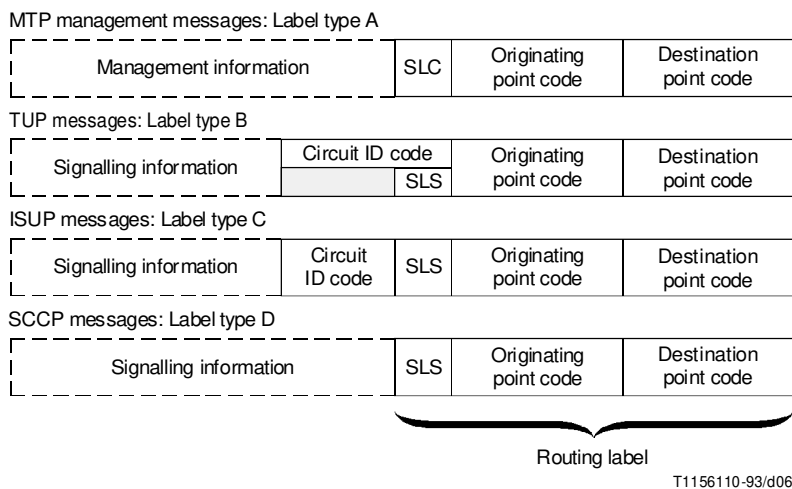 MTP management messages: Label type A
Management information
SLC
Originating
point code
Destination
point code
TUP messages: Label type B
Signalling information
Circuit ID code
SLS
Originating
point code
Destination
point code
ISUP messages: Label type C
Signalling information
Circuit
ID code
SLS
Originating
point code
Destination
point code
SCCP messages: Label type D
Signalling information
SLS
Originating
point code
Destination
point code
Routing label
T1156110-93/d06